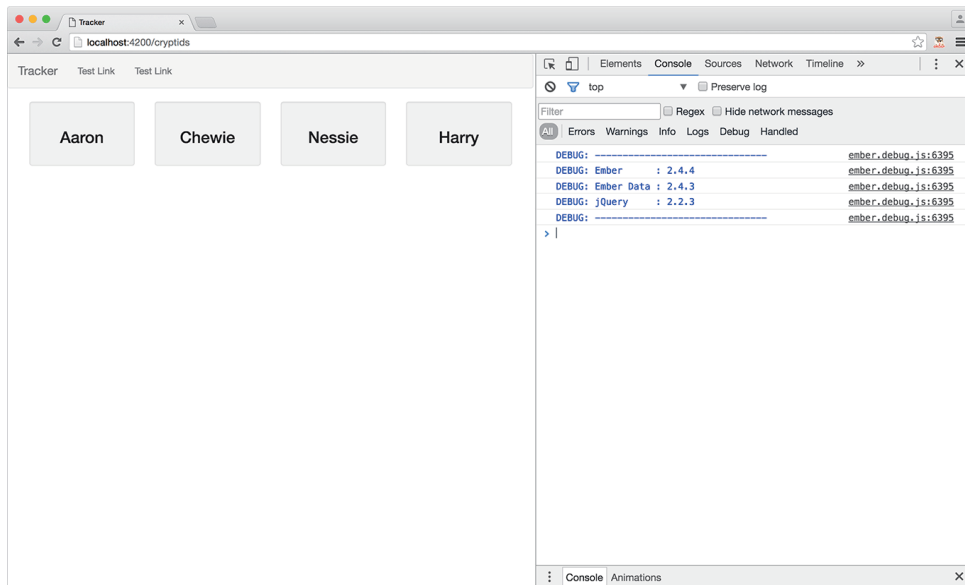 Tracker
localhost:4200/cryptids
Tracker Test Link Test Link
Aaron Chewie Nessie Harry
Elements Console Sources Network Timeline »
top Preserve log
Filter Regex Hide network messages
All Errors Warnings Info Logs Debug Handled
DEBUG: ------------------------------- ember.debug.js:6395
DEBUG: Ember : 2.4.4 ember.debug.js:6395
DEBUG: Ember Data : 2.4.3 ember.debug.js:6395
DEBUG: jQuery : 2.2.3 ember.debug.js:6395
DEBUG: ------------------------------- ember.debug.js:6395
>
Console Animations